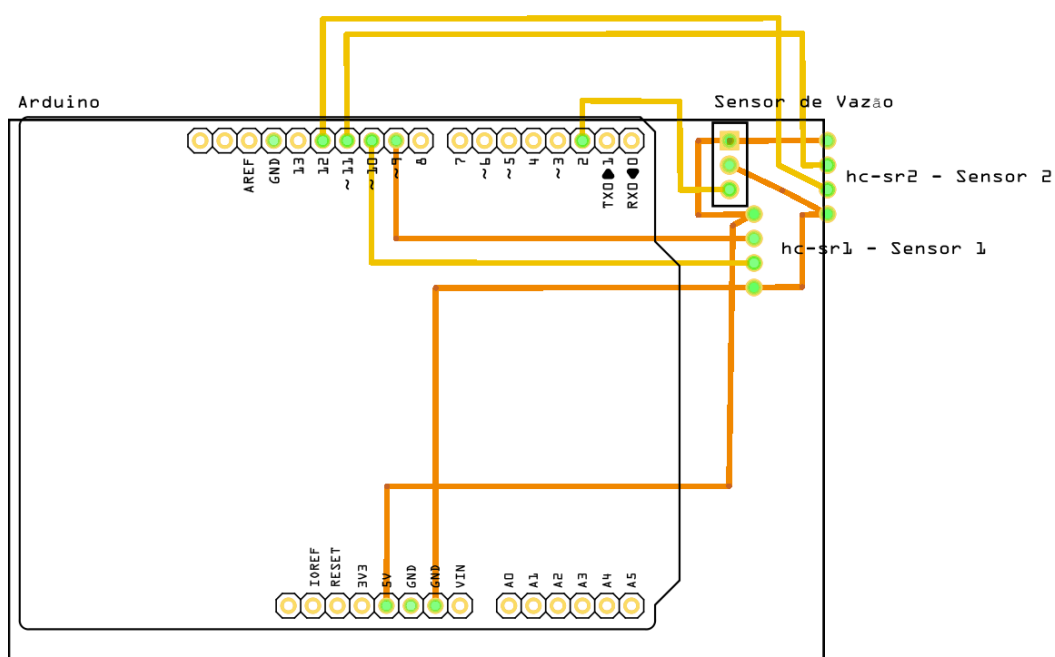 Arduino
Sensor de Vazão
AREF
GND
13
12
~11
~10
~9
8
7
~6
~5
4
~3
2
TX0▶1
RX0◀0
hc-sr2 - Sensor 2
hc-sr1 - Sensor 1
IOREF
RESET
3V3
5V
GND
GND
VIN
A0
A1
A2
A3
A4
A5